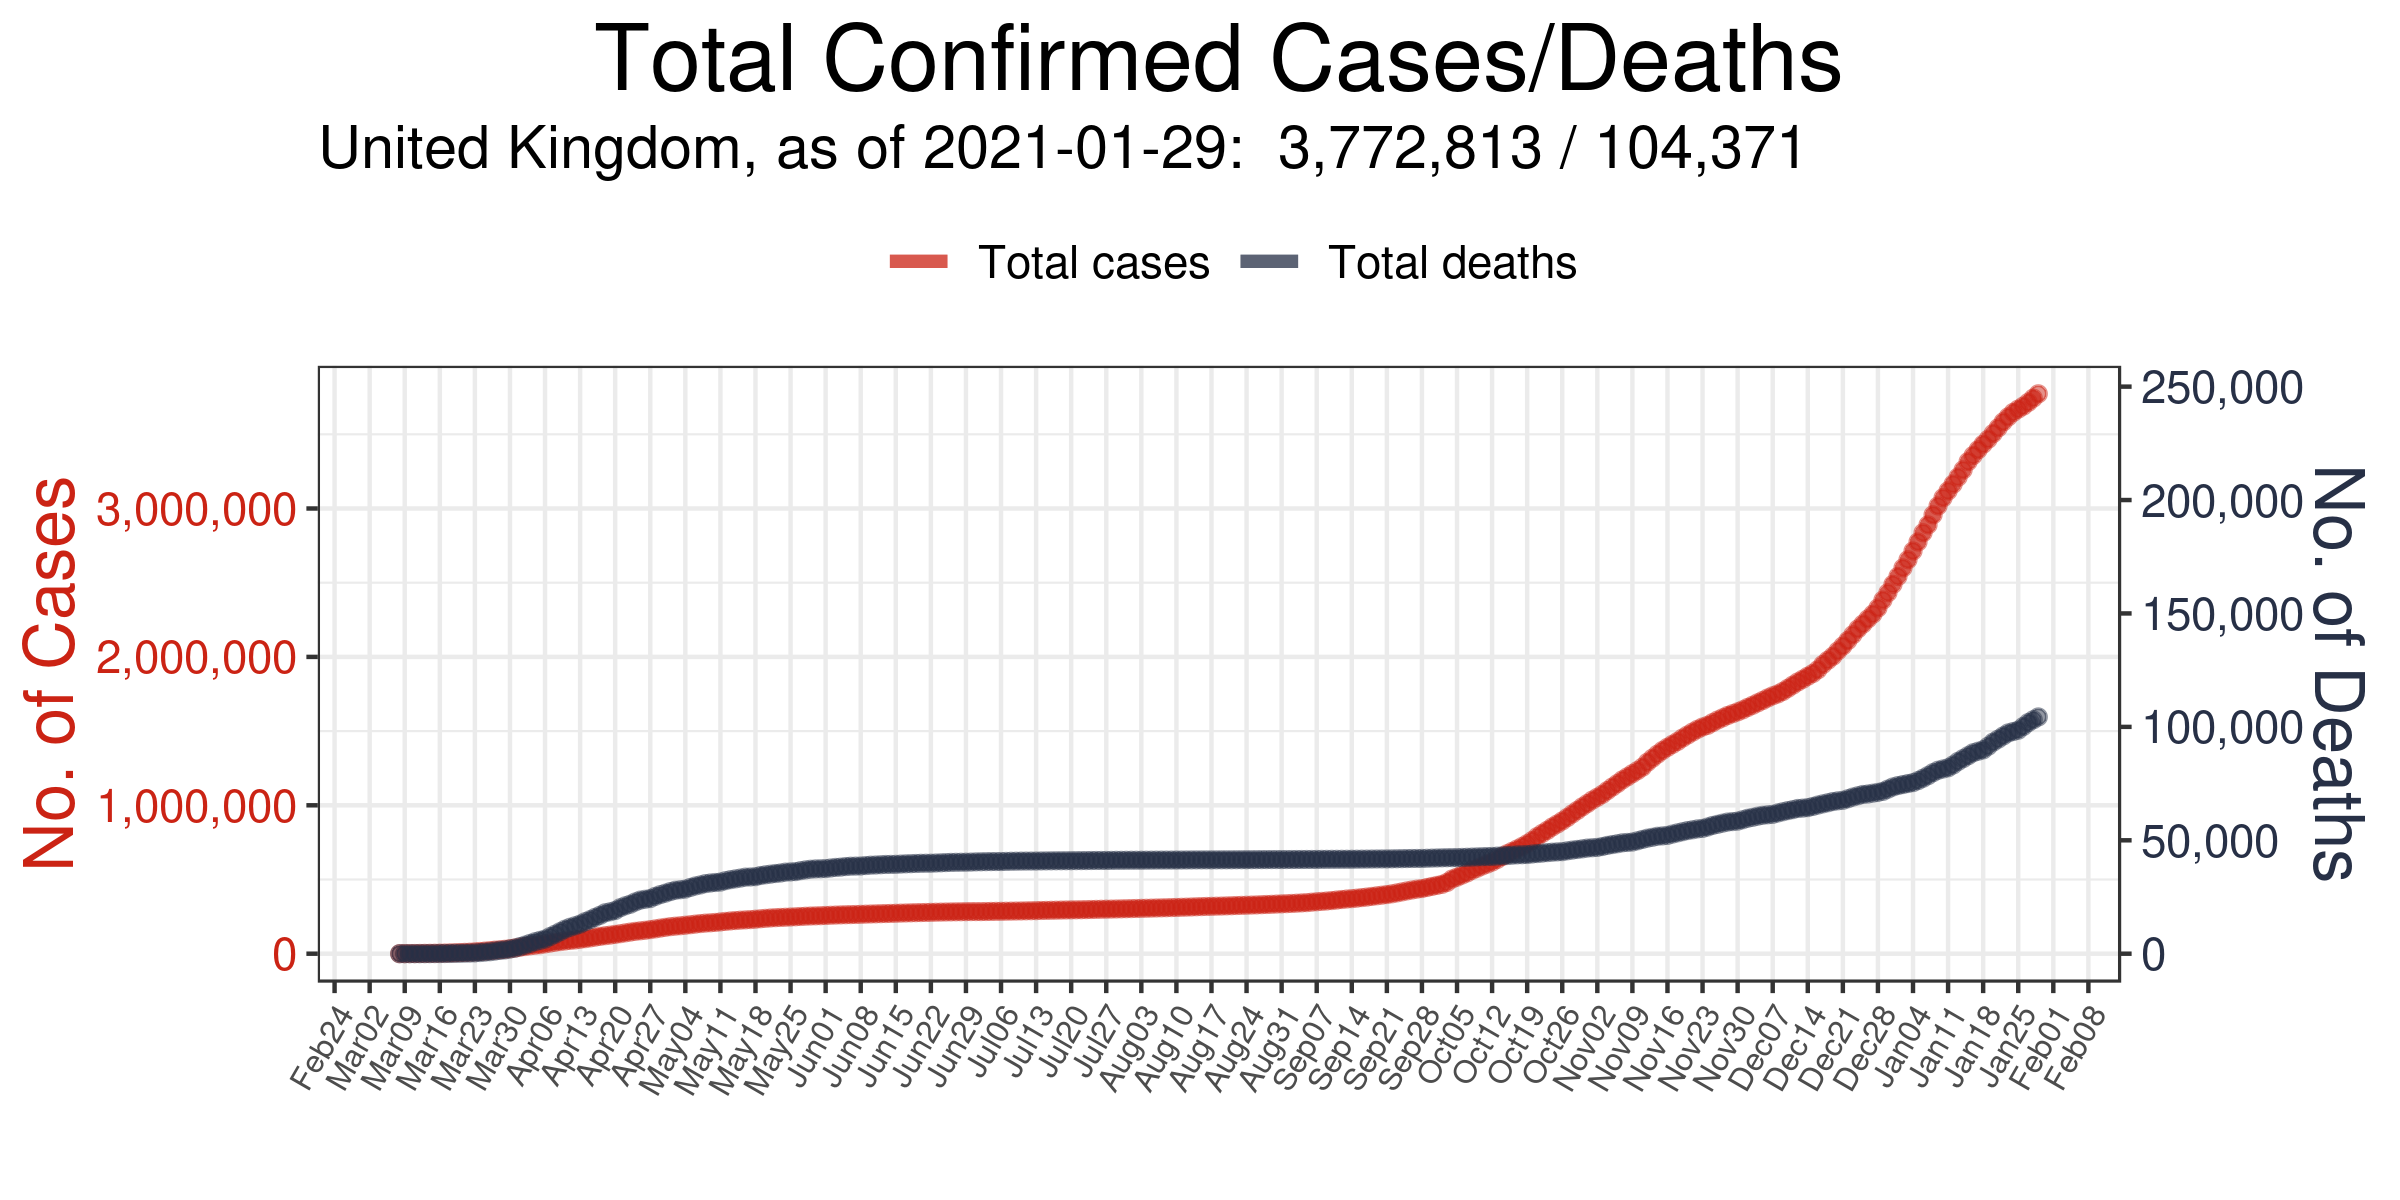 Total Confirmed Cases/Deaths
United Kingdom, as of 2021-01-29:  3,772,813 / 104,371
Total cases
Total deaths
No. of Cases
3,000,000
2,000,000
1,000,000
0
250,000
200,000
150,000
100,000
50,000
0
No. of Deaths
Feb24
Mar02
Mar09
Mar16
Mar23
Mar30
Apr06
Apr13
Apr20
Apr27
May04
May11
May18
May25
Jun01
Jun08
Jun15
Jun22
Jun29
Jul06
Jul13
Jul20
Jul27
Aug03
Aug10
Aug17
Aug24
Aug31
Sep07
Sep14
Sep21
Sep28
Oct05
Oct12
Oct19
Oct26
Nov02
Nov09
Nov16
Nov23
Nov30
Dec07
Dec14
Dec21
Dec28
Jan04
Jan11
Jan18
Jan25
Feb01
Feb08